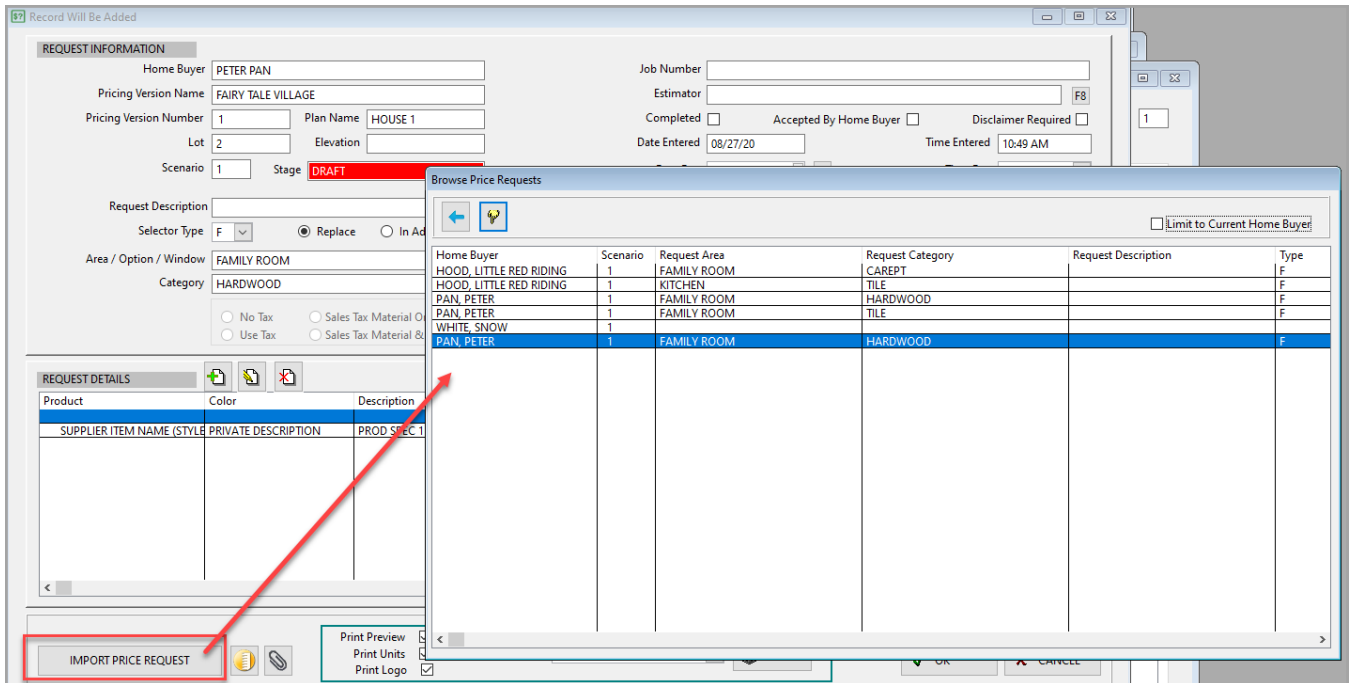 Record Will Be Added
REQUEST INFORMATION
Home Buyer PETER PAN
Job Number
Pricing Version Name FAIRY TALE VILLAGE
Estimator F8
Pricing Version Number 1 Plan Name HOUSE 1
Completed Accepted By Home Buyer Disclaimer Required
1
Lot 2 Elevation
Date Entered 08/27/20 Time Entered 10:49 AM
Scenario 1 Stage DRAFT
Request Description
Selector Type F Replace In Ad
Area / Option / Window FAMILY ROOM
Category HARDWOOD
No Tax Sales Tax Material
Use Tax Sales Tax Material &
REQUEST DETAILS
Product Color Description
SUPPLIER ITEM NAME (STYLE PRIVATE DESCRIPTION PROD SPEC 1
IMPORT PRICE REQUEST
Print Preview
Print Units
Print Logo
OK CANCEL
Browse Price Requests
Limit to Current Home Buyer
Home Buyer Scenario Request Area Request Category Request Description Type
HOOD, LITTLE RED RIDING 1 FAMILY ROOM CAREPT F
HOOD, LITTLE RED RIDING 1 KITCHEN TILE F
PAN, PETER 1 FAMILY ROOM HARDWOOD F
PAN, PETER 1 FAMILY ROOM TILE F
WHITE, SNOW 1
PAN, PETER 1 FAMILY ROOM HARDWOOD F